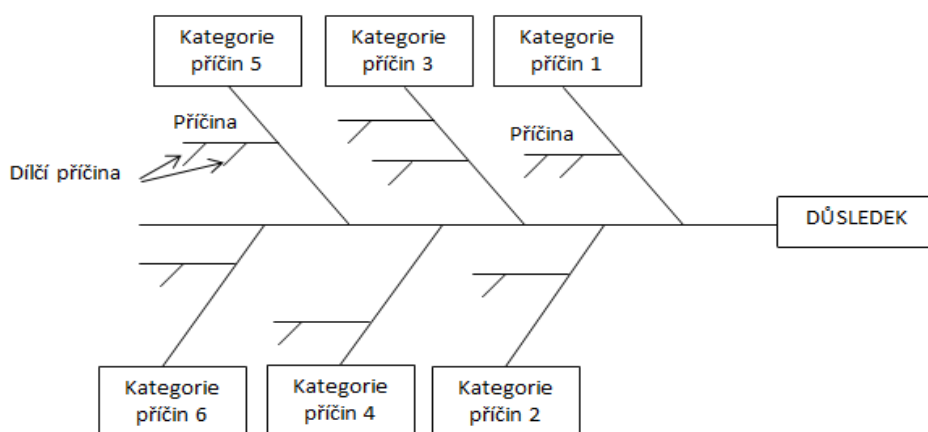 Kategorie
příčin 5
Kategorie
příčin 3
Kategorie
příčin 1
Příčina
Příčina
Dílčí příčina
DŮSLEDEK
Kategorie
příčin 6
Kategorie
příčin 4
Kategorie
příčin 2